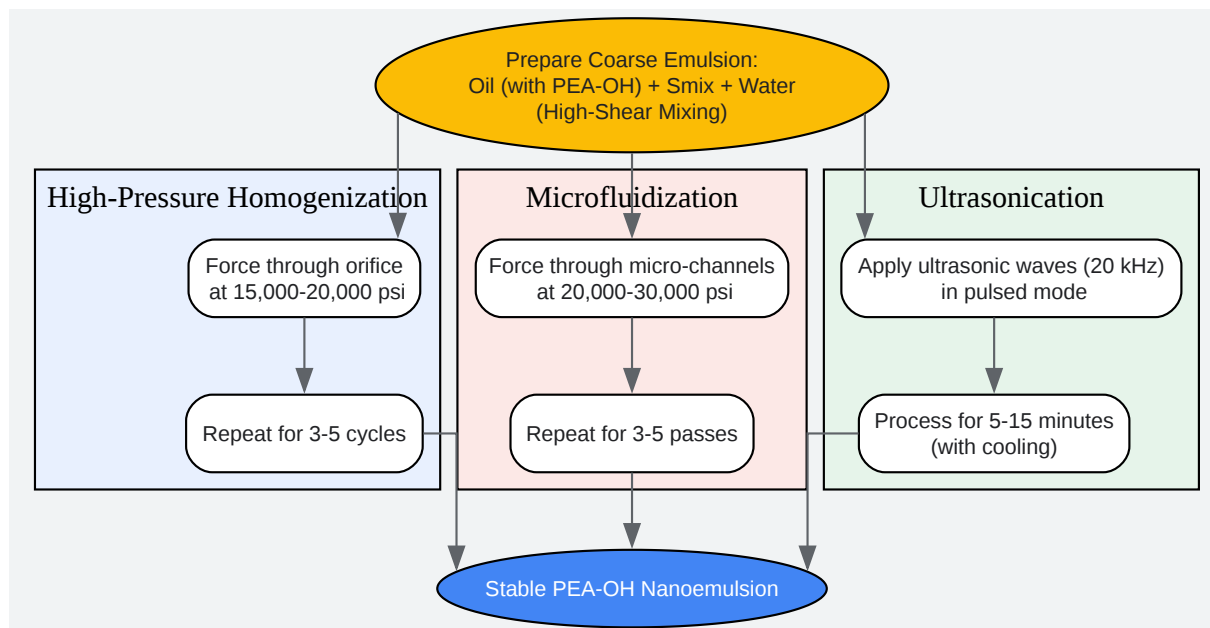 Prepare Coarse Emulsion:
Oil (with PEA-OH) + Smix + Water
(High-Shear Mixing)
High-Pressure Homogenization
Force through orifice
at 15,000-20,000 psi
Repeat for 3-5 cycles
Microfluidization
Force through micro-channels
at 20,000-30,000 psi
Repeat for 3-5 passes
Ultrasonication
Apply ultrasonic waves (20 kHz)
in pulsed mode
Process for 5-15 minutes
(with cooling)
Stable PEA-OH Nanoemulsion